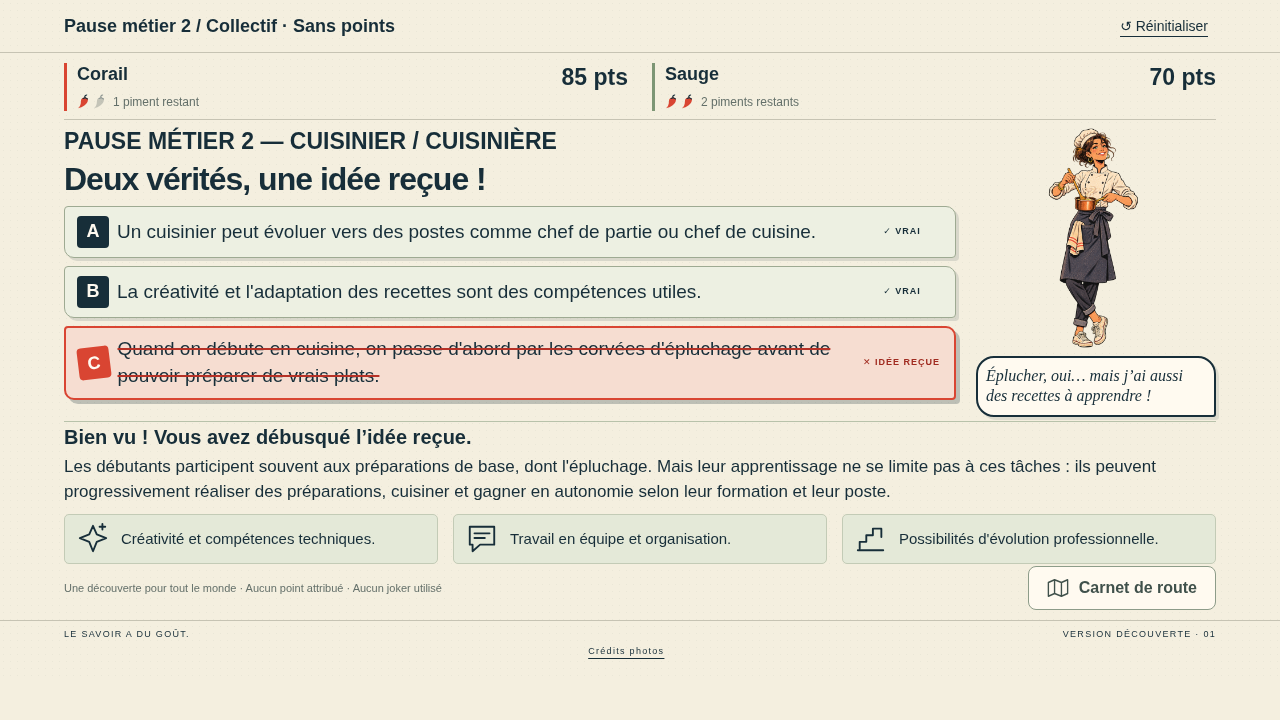 Pause métier 2 / Collectif · Sans points
↺ Réinitialiser
Corail
85 pts
1 piment restant
Sauge
70 pts
2 piments restants
PAUSE MÉTIER 2 — CUISINIER / CUISINIÈRE
Deux vérités, une idée reçue !
A Un cuisinier peut évoluer vers des postes comme chef de partie ou chef de cuisine. ✓ VRAI
B La créativité et l'adaptation des recettes sont des compétences utiles. ✓ VRAI
C Quand on débute en cuisine, on passe d'abord par les corvées d'épluchage avant de
pouvoir préparer de vrais plats.
✕ IDÉE REÇUE
Éplucher, oui… mais j’ai aussi
des recettes à apprendre !
Bien vu ! Vous avez débusqué l’idée reçue.
Les débutants participent souvent aux préparations de base, dont l'épluchage. Mais leur apprentissage ne se limite pas à ces tâches : ils peuvent
progressivement réaliser des préparations, cuisiner et gagner en autonomie selon leur formation et leur poste.
Créativité et compétences techniques.
Travail en équipe et organisation.
Possibilités d'évolution professionnelle.
Une découverte pour tout le monde · Aucun point attribué · Aucun joker utilisé
Carnet de route
LE SAVOIR A DU GOÛT.
VERSION DÉCOUVERTE · 01
Crédits photos